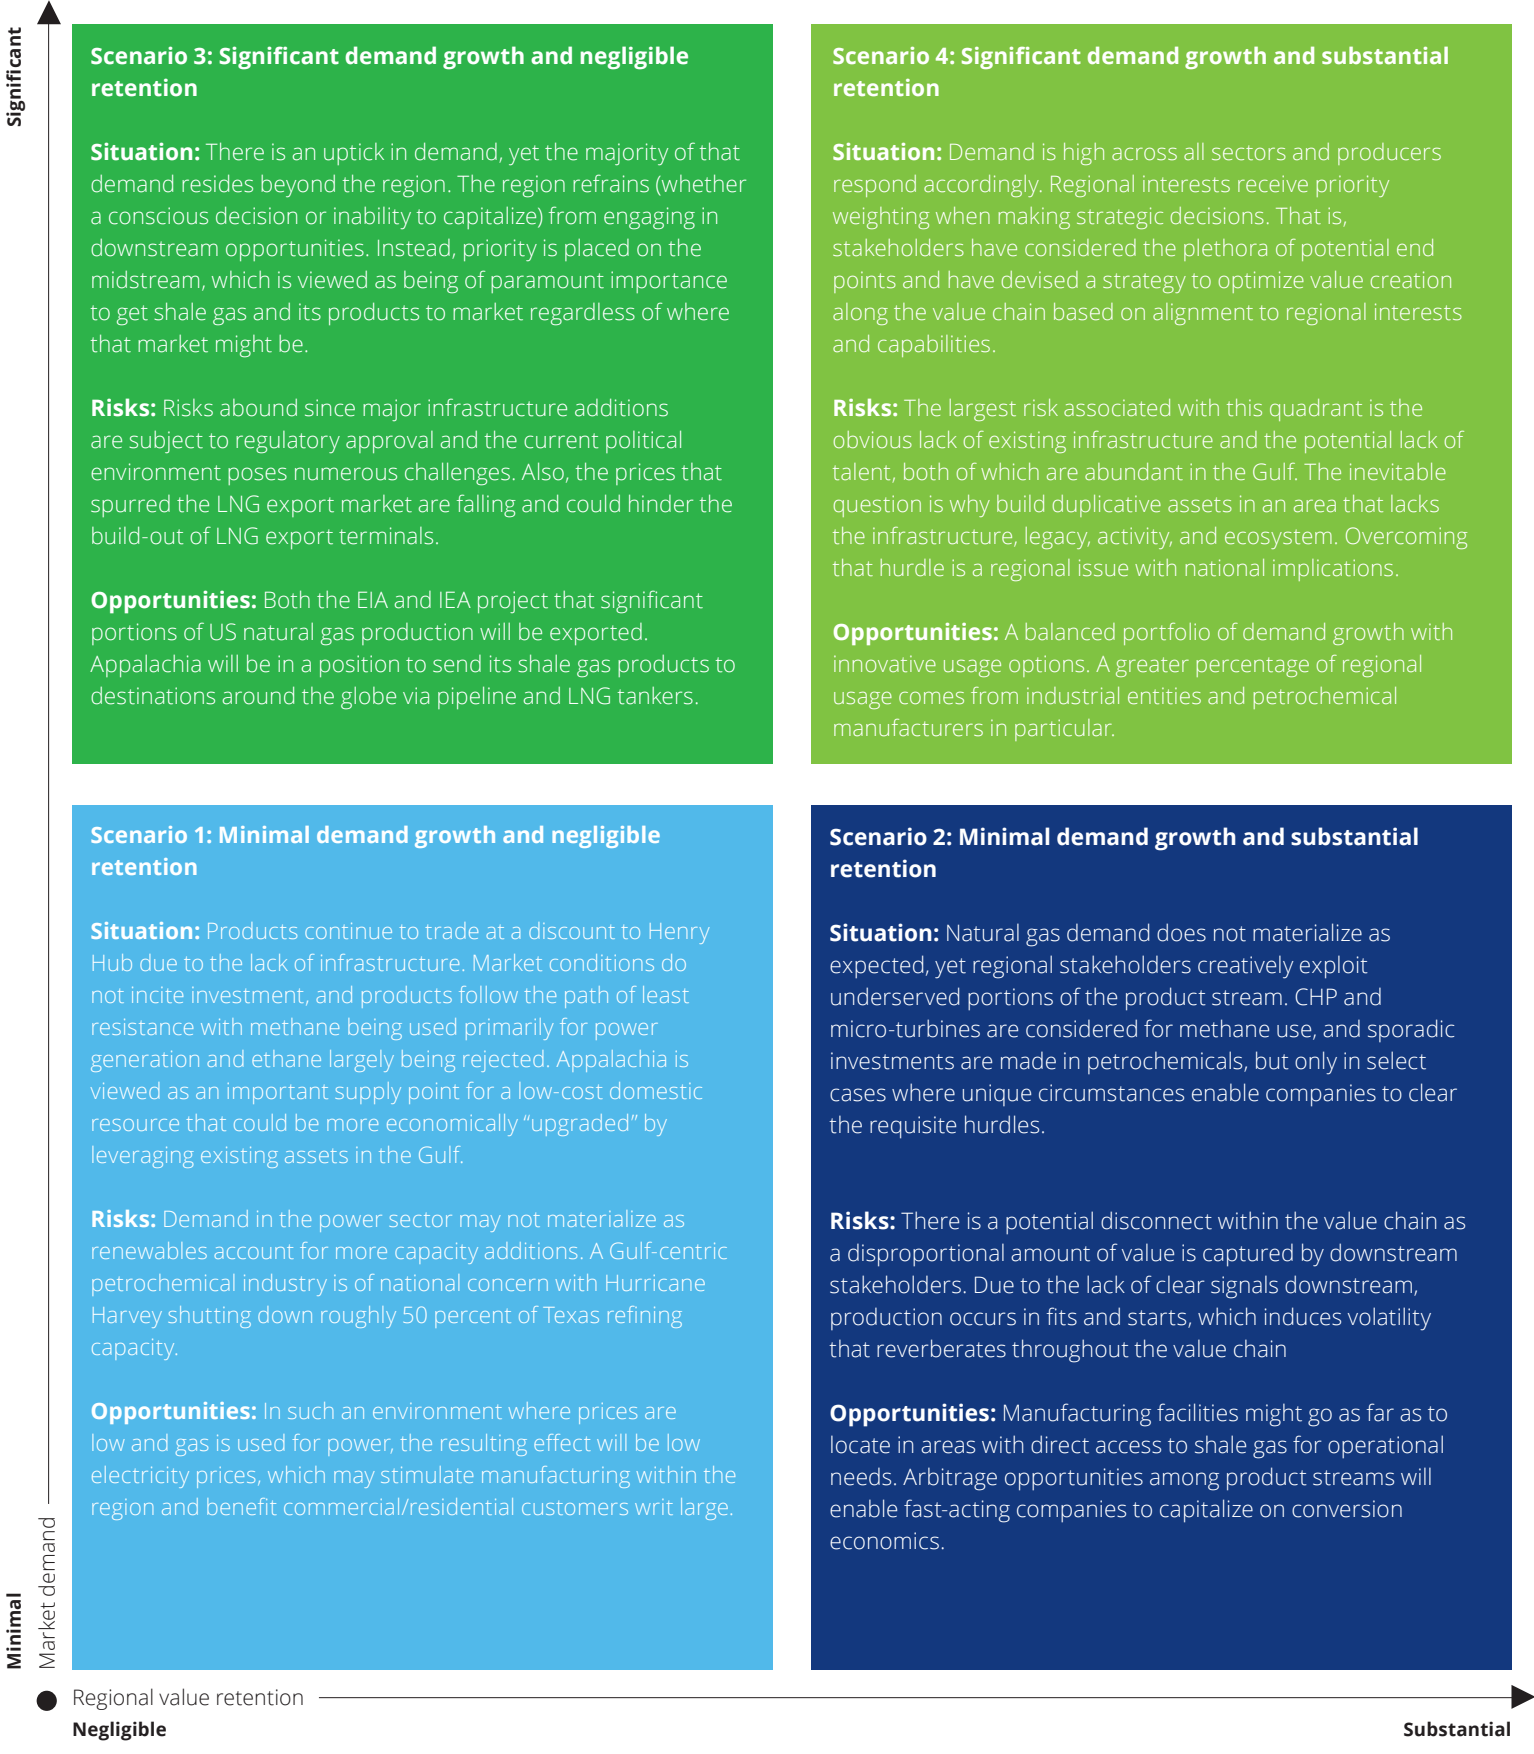 Significant
Scenario 3: Significant demand growth and negligible
retention
Situation: There is an uptick in demand, yet the majority of that
demand resides beyond the region. The region refrains (whether
a conscious decision or inability to capitalize) from engaging in
downstream opportunities. Instead, priority is placed on the
midstream, which is viewed as being of paramount importance
to get shale gas and its products to market regardless of where
that market might be.
Risks: Risks abound since major infrastructure additions
are subject to regulatory approval and the current political
environment poses numerous challenges. Also, the prices that
spurred the LNG export market are falling and could hinder the
build-out of LNG export terminals.
Opportunities: Both the EIA and IEA project that significant
portions of US natural gas production will be exported.
Appalachia will be in a position to send its shale gas products to
destinations around the globe via pipeline and LNG tankers.
Scenario 4: Significant demand growth and substantial
retention
Situation: Demand is high across all sectors and producers
respond accordingly. Regional interests receive priority
weighting when making strategic decisions. That is,
stakeholders have considered the plethora of potential end
points and have devised a strategy to optimize value creation
along the value chain based on alignment to regional interests
and capabilities.
Risks: The largest risk associated with this quadrant is the
obvious lack of existing infrastructure and the potential lack of
talent, both of which are abundant in the Gulf. The inevitable
question is why build duplicative assets in an area that lacks
the infrastructure, legacy, activity, and ecosystem. Overcoming
that hurdle is a regional issue with national implications.
Opportunities: A balanced portfolio of demand growth with
innovative usage options. A greater percentage of regional
usage comes from industrial entities and petrochemical
manufacturers in particular.
Scenario 1: Minimal demand growth and negligible
retention
Situation: Products continue to trade at a discount to Henry
Hub due to the lack of infrastructure. Market conditions do
not incite investment, and products follow the path of least
resistance with methane being used primarily for power
generation and ethane largely being rejected. Appalachia is
viewed as an important supply point for a low-cost domestic
resource that could be more economically “upgraded” by
leveraging existing assets in the Gulf.
Risks: Demand in the power sector may not materialize as
renewables account for more capacity additions. A Gulf-centric
petrochemical industry is of national concern with Hurricane
Harvey shutting down roughly 50 percent of Texas refining
capacity.
Opportunities: In such an environment where prices are
low and gas is used for power, the resulting effect will be low
electricity prices, which may stimulate manufacturing within the
region and benefit commercial/residential customers writ large.
Scenario 2: Minimal demand growth and substantial
retention
Situation: Natural gas demand does not materialize as
expected, yet regional stakeholders creatively exploit
underserved portions of the product stream. CHP and
micro-turbines are considered for methane use, and sporadic
investments are made in petrochemicals, but only in select
cases where unique circumstances enable companies to clear
the requisite hurdles.
Risks: There is a potential disconnect within the value chain as
a disproportional amount of value is captured by downstream
stakeholders. Due to the lack of clear signals downstream,
production occurs in fits and starts, which induces volatility
that reverberates throughout the value chain
Opportunities: Manufacturing facilities might go as far as to
locate in areas with direct access to shale gas for operational
needs. Arbitrage opportunities among product streams will
enable fast-acting companies to capitalize on conversion
economics.
Minimal
Market demand
Regional value retention
Negligible
Substantial